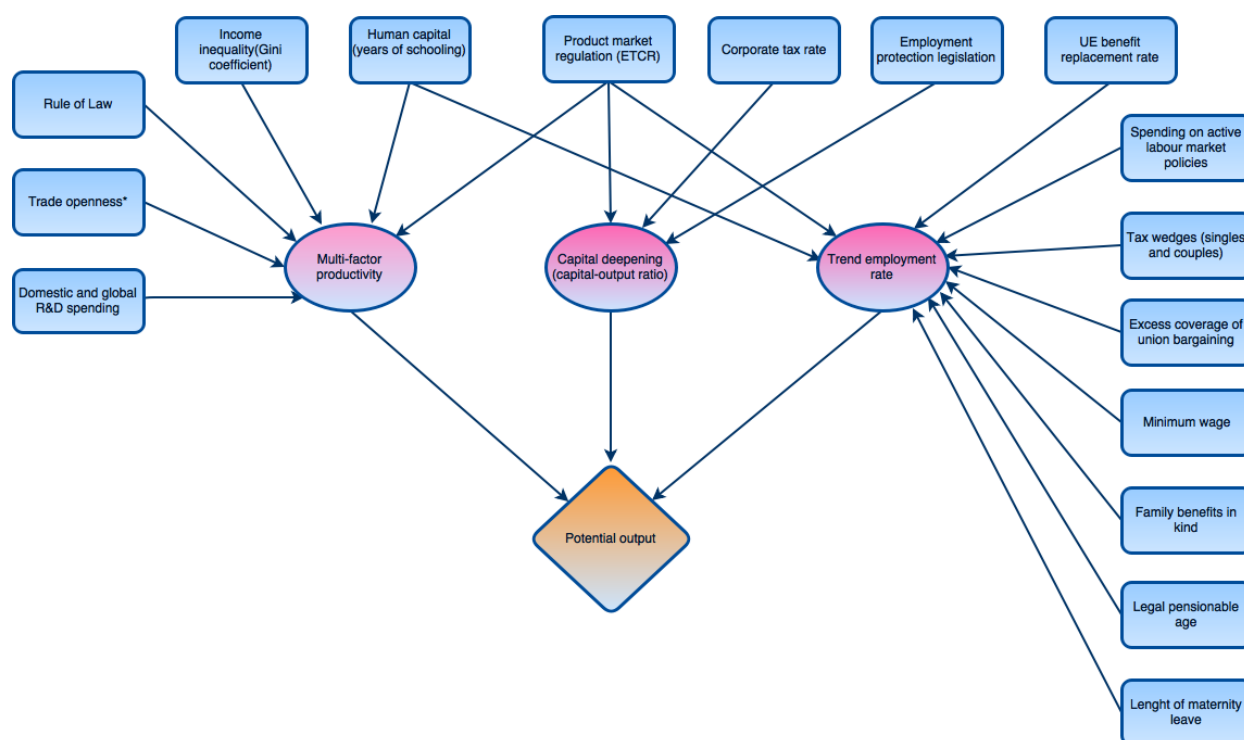 Income
inequality(Gini
coefficient)
Human capital
(years of schooling)
Product market
regulation (ETCR)
Corporate tax rate
Employment
protection legislation
UE benefit
replacement rate
Rule of Law
Spending on active
labour market
policies
Trade openness*
Tax wedges (singles
and couples)
Multi-factor
productivity
Capital deepening
(capital-output ratio)
Trend employment
rate
Domestic and global
R&D spending
Excess coverage of
union bargaining
Minimum wage
Family benefits in
kind
Potential output
Legal pensionable
age
Lenght of maternity
leave